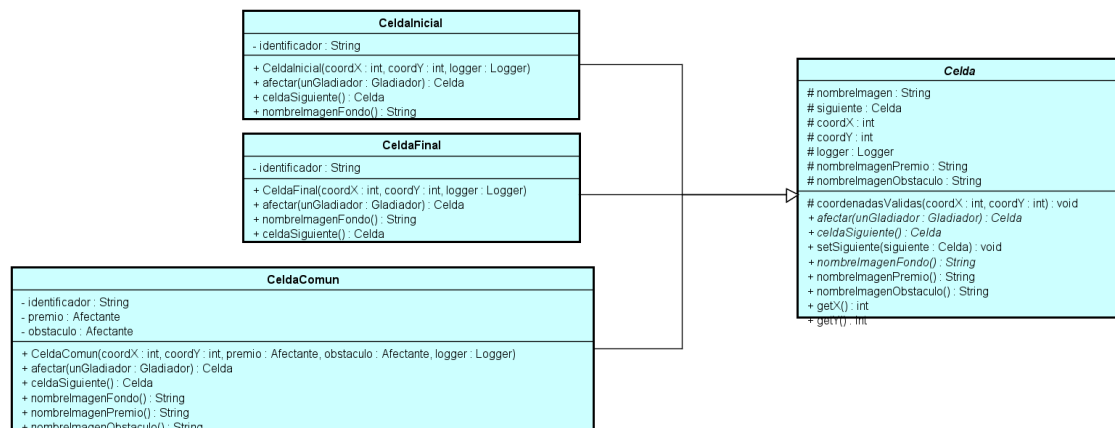 CeldaInicial
- identificador : String
+ CeldaInicial(coordX : int, coordY : int, logger : Logger)
+ afectar(unGladiador : Gladiador) : Celda
+ celdaSiguiente() : Celda
+ nombreImagenFondo() : String
CeldaFinal
- identificador : String
+ CeldaFinal(coordX : int, coordY : int, logger : Logger)
+ afectar(unGladiador : Gladiador) : Celda
+ nombreImagenFondo() : String
+ celdaSiguiente() : Celda
CeldaComun
- identificador : String
- premio : Afectante
- obstaculo : Afectante
+ CeldaComun(coordX : int, coordY : int, premio : Afectante, obstaculo : Afectante, logger : Logger)
+ afectar(unGladiador : Gladiador) : Celda
+ celdaSiguiente() : Celda
+ nombreImagenFondo() : String
+ nombreImagenPremio() : String
+ nombreImagenObstaculo() : String
Celda
# nombreImagen : String
# siguiente : Celda
# coordX : int
# coordY : int
# logger : Logger
# nombreImagenPremio : String
# nombreImagenObstaculo : String
# coordenadasValidas(coordX : int, coordY : int) : void
+ afectar(unGladiador : Gladiador) : Celda
+ celdaSiguiente() : Celda
+ setSiguiente(siguiente : Celda) : void
+ nombreImagenFondo() : String
+ nombreImagenPremio() : String
+ nombreImagenObstaculo() : String
+ getX() : int
+ getY() : int